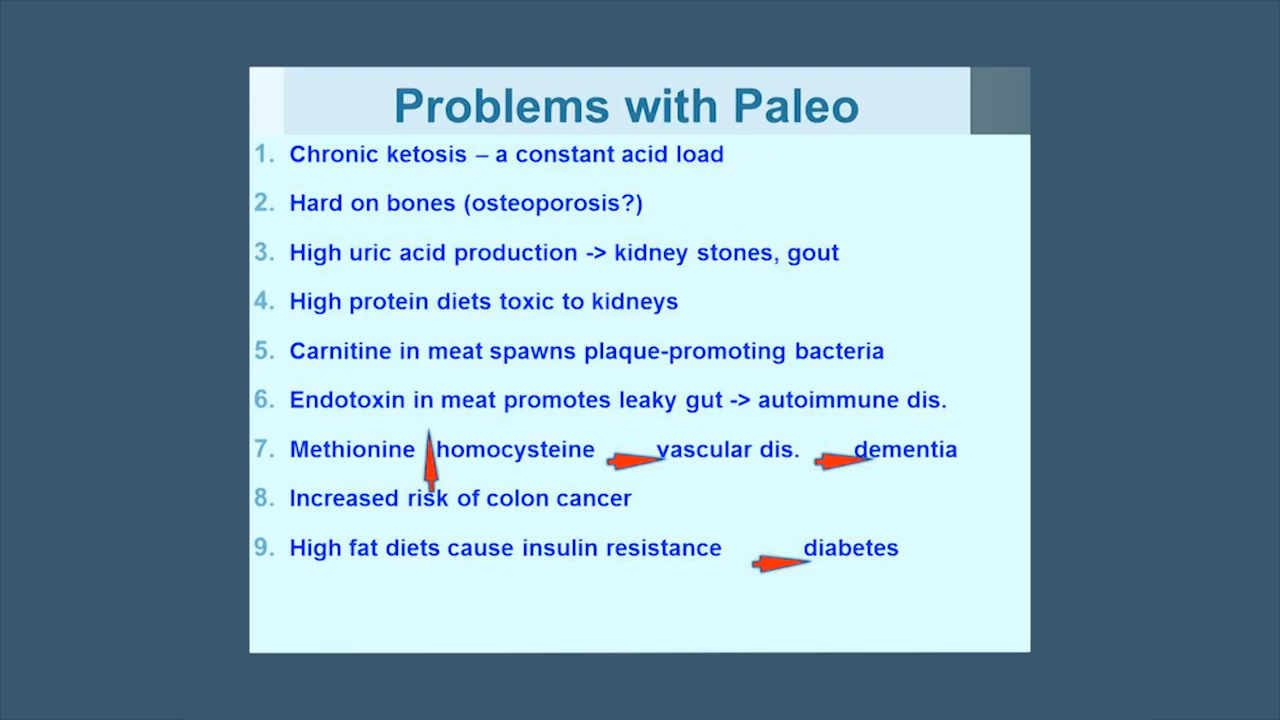 Problems with Paleo
1. Chronic ketosis – a constant acid load
2. Hard on bones (osteoporosis?)
3. High uric acid production -> kidney stones, gout
4. High protein diets toxic to kidneys
5. Carnitine in meat spawns plaque-promoting bacteria
6. Endotoxin in meat promotes leaky gut -> autoimmune dis.
7. Methionine homocysteine vascular dis. dementia
8. Increased risk of colon cancer
9. High fat diets cause insulin resistance diabetes